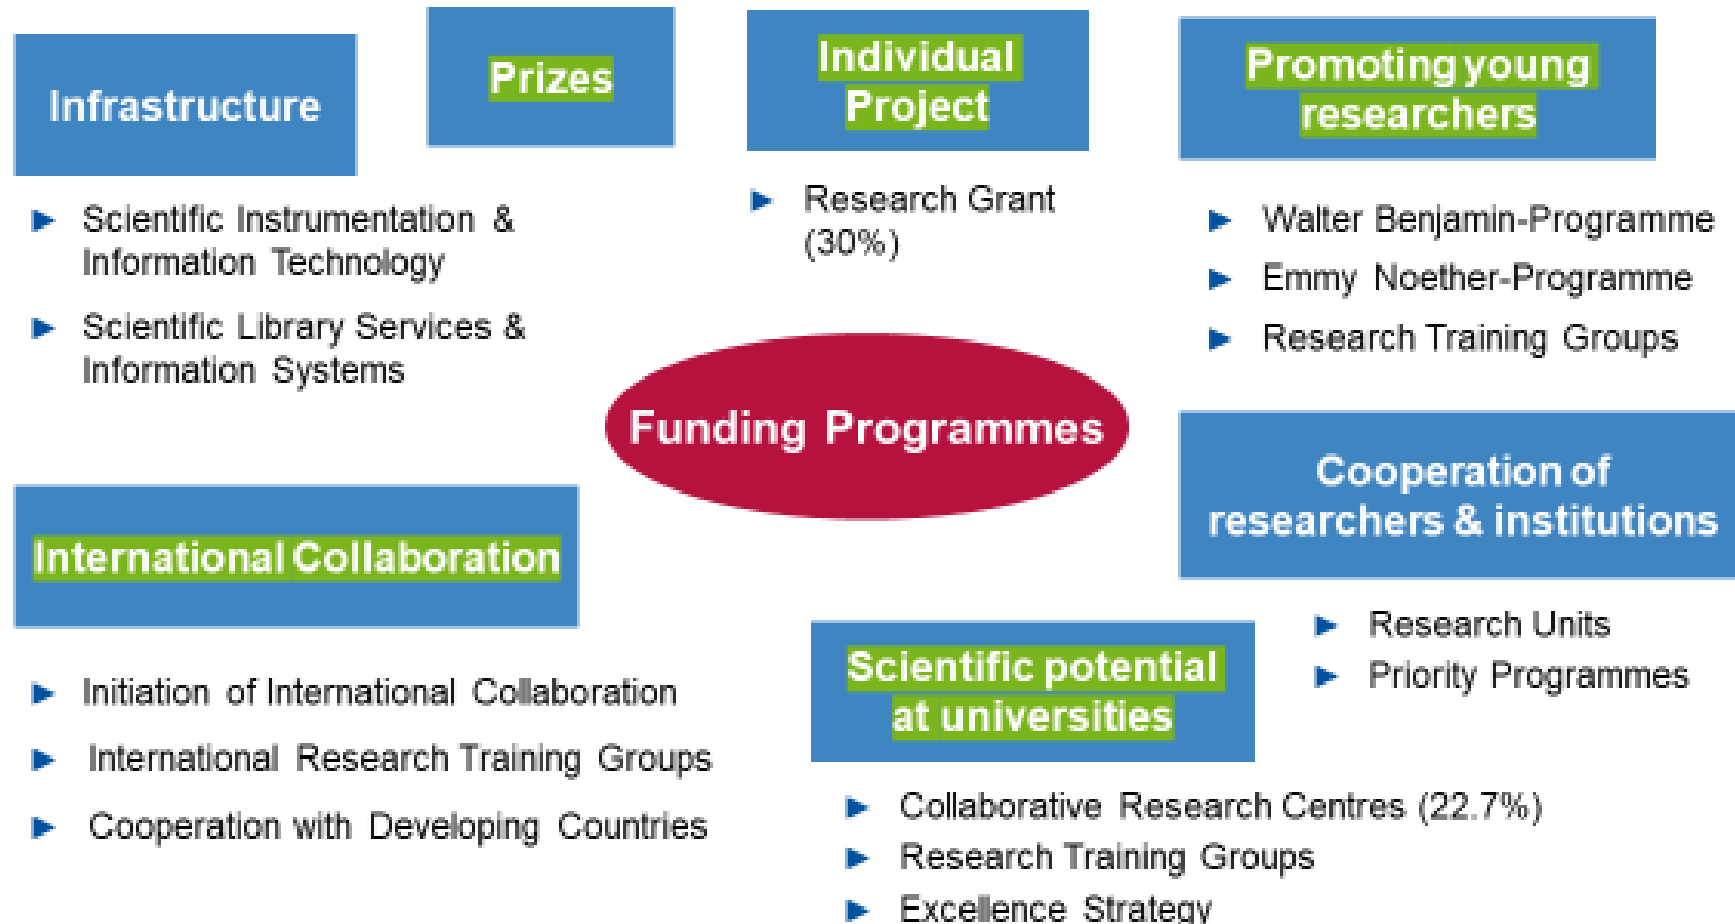 Infrastructure
Scientific Instrumentation &
Information Technology
Scientific Library Services &
Information Systems
Prizes
Individual
Project
Research Grant
(30%)
Promoting young
researchers
Walter Benjamin-Programme
Emmy Noether-Programme
Research Training Groups
Funding Programmes
Cooperation of
researchers & institutions
Research Units
Priority Programmes
International Collaboration
Initiation of International Collaboration
International Research Training Groups
Cooperation with Developing Countries
Scientific potential
at universities
Collaborative Research Centres (22.7%)
Research Training Groups
Excellence Strategy